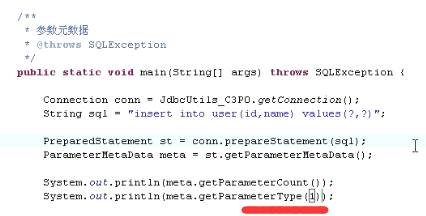 /**
 * 参数元数据
 * @throws SQLException
 */
public static void main(String[] args) throws SQLException {
Connection conn = JdbcUtils_C3P0.getConnection();
String sql = "insert into user(id,name) values(?,?)";
PreparedStatement st = conn.prepareStatement(sql);
ParameterMetaData meta = st.getParameterMetaData();
System.out.println(meta.getParameterCount());
System.out.println(meta.getParameterType(1));